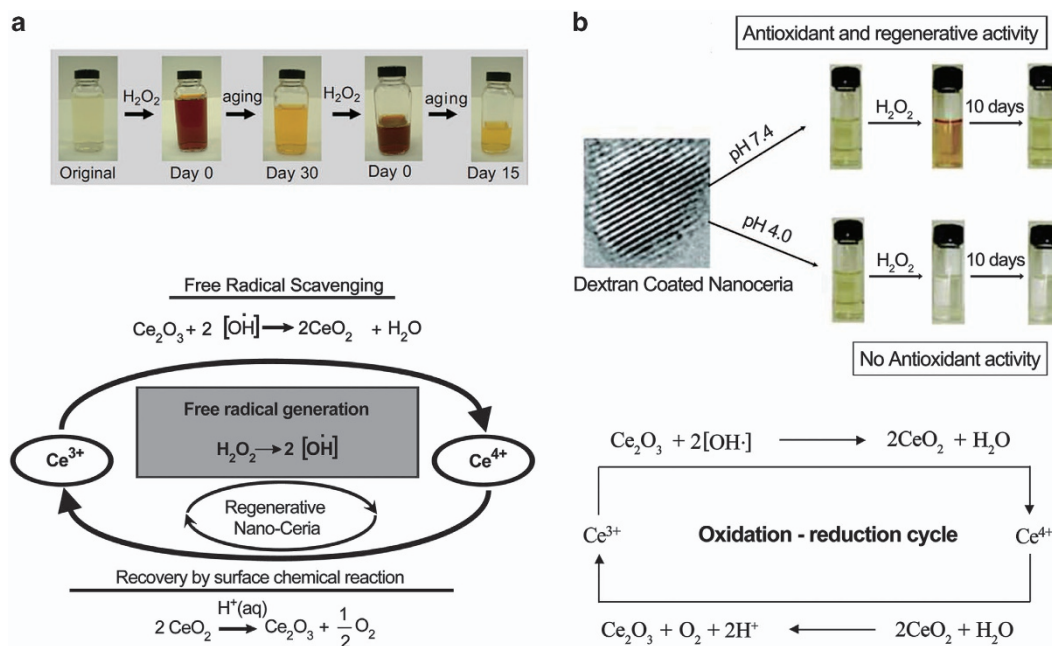 a
H₂O₂
aging
H₂O₂
aging
Original
Day 0
Day 30
Day 0
Day 15
Free Radical Scavenging
Ce₂O₃ + 2 [OḢ] → 2CeO₂ + H₂O
Free radical generation
H₂O₂ → 2 [OḢ]
Ce³⁺
Ce⁴⁺
Regenerative
Nano-Ceria
Recovery by surface chemical reaction
H⁺(aq)
2 CeO₂ → Ce₂O₃ + 1/2 O₂
b
Antioxidant and regenerative activity
H₂O₂
10 days
pH 7.4
pH 4.0
H₂O₂
10 days
Dextran Coated Nanoceria
No Antioxidant activity
Ce₂O₃ + 2[OH·] → 2CeO₂ + H₂O
Ce³⁺
Oxidation - reduction cycle
Ce⁴⁺
Ce₂O₃ + O₂ + 2H⁺ ← 2CeO₂ + H₂O